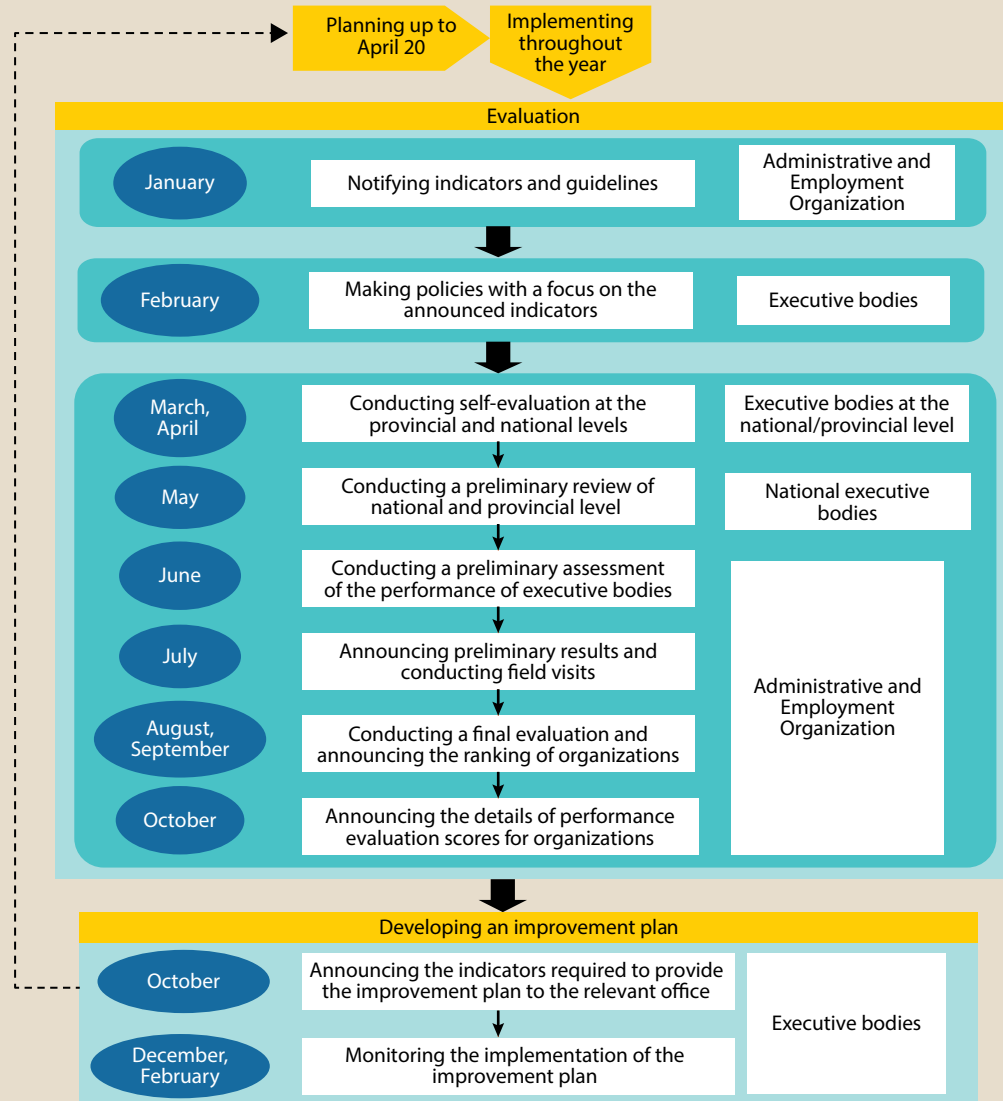 Planning up to
April 20
Implementing
throughout
the year
Evaluation
January
Notifying indicators and guidelines
Administrative and
Employment
Organization
February
Making policies with a focus on the
announced indicators
Executive bodies
March,
April
Conducting self-evaluation at the
provincial and national levels
Executive bodies at the
national/provincial level
May
Conducting a preliminary review of
national and provincial level
National executive
bodies
June
Conducting a preliminary assessment
of the performance of executive bodies
July
Announcing preliminary results and
conducting field visits
August,
September
Conducting a final evaluation and
announcing the ranking of organizations
October
Announcing the details of performance
evaluation scores for organizations
Administrative and
Employment
Organization
Developing an improvement plan
October
Announcing the indicators required to provide
the improvement plan to the relevant office
December,
February
Monitoring the implementation of the
improvement plan
Executive bodies